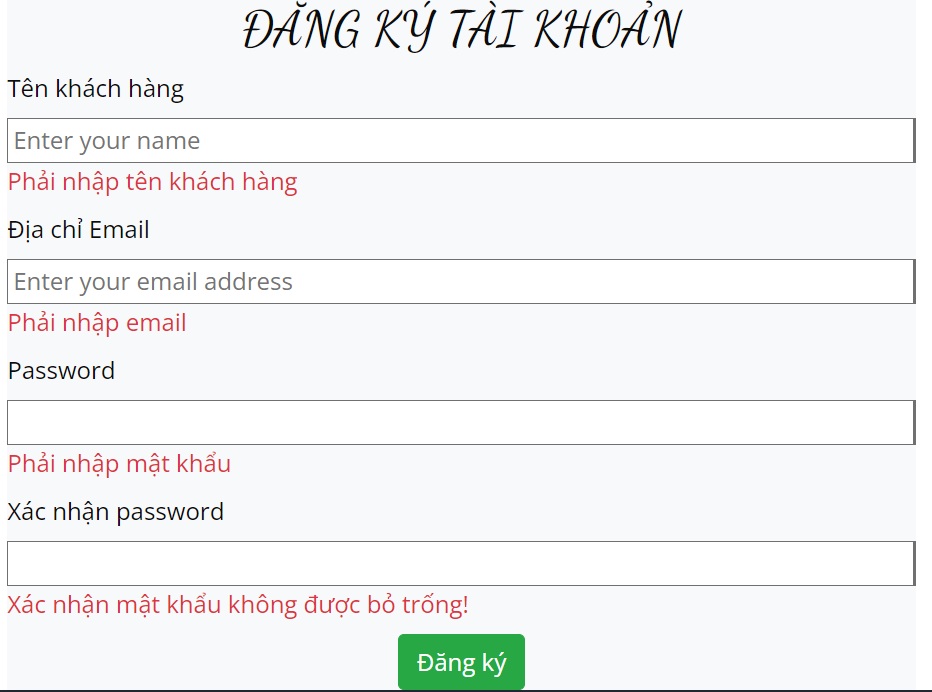 ĐĂNG KÝ TÀI KHOẢN
Tên khách hàng
Enter your name
Phải nhập tên khách hàng
Địa chỉ Email
Enter your email address
Phải nhập email
Password
Phải nhập mật khẩu
Xác nhận password
Xác nhận mật khẩu không được bỏ trống!
Đăng ký